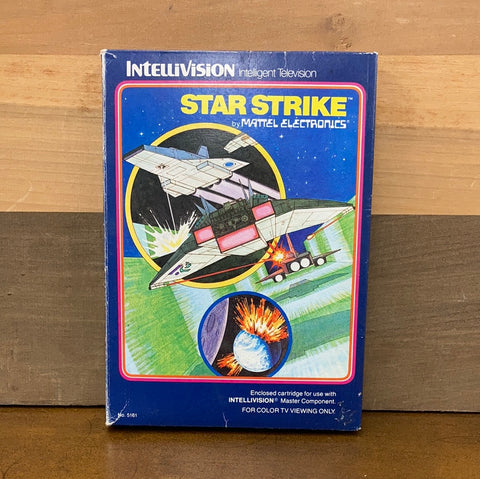 INTELLIVISION® Intelligent Television
STAR STRIKE™
by MATTEL ELECTRONICS®
Enclosed cartridge for use with
INTELLIVISION® Master Component.
FOR COLOR TV VIEWING ONLY
No. 5161